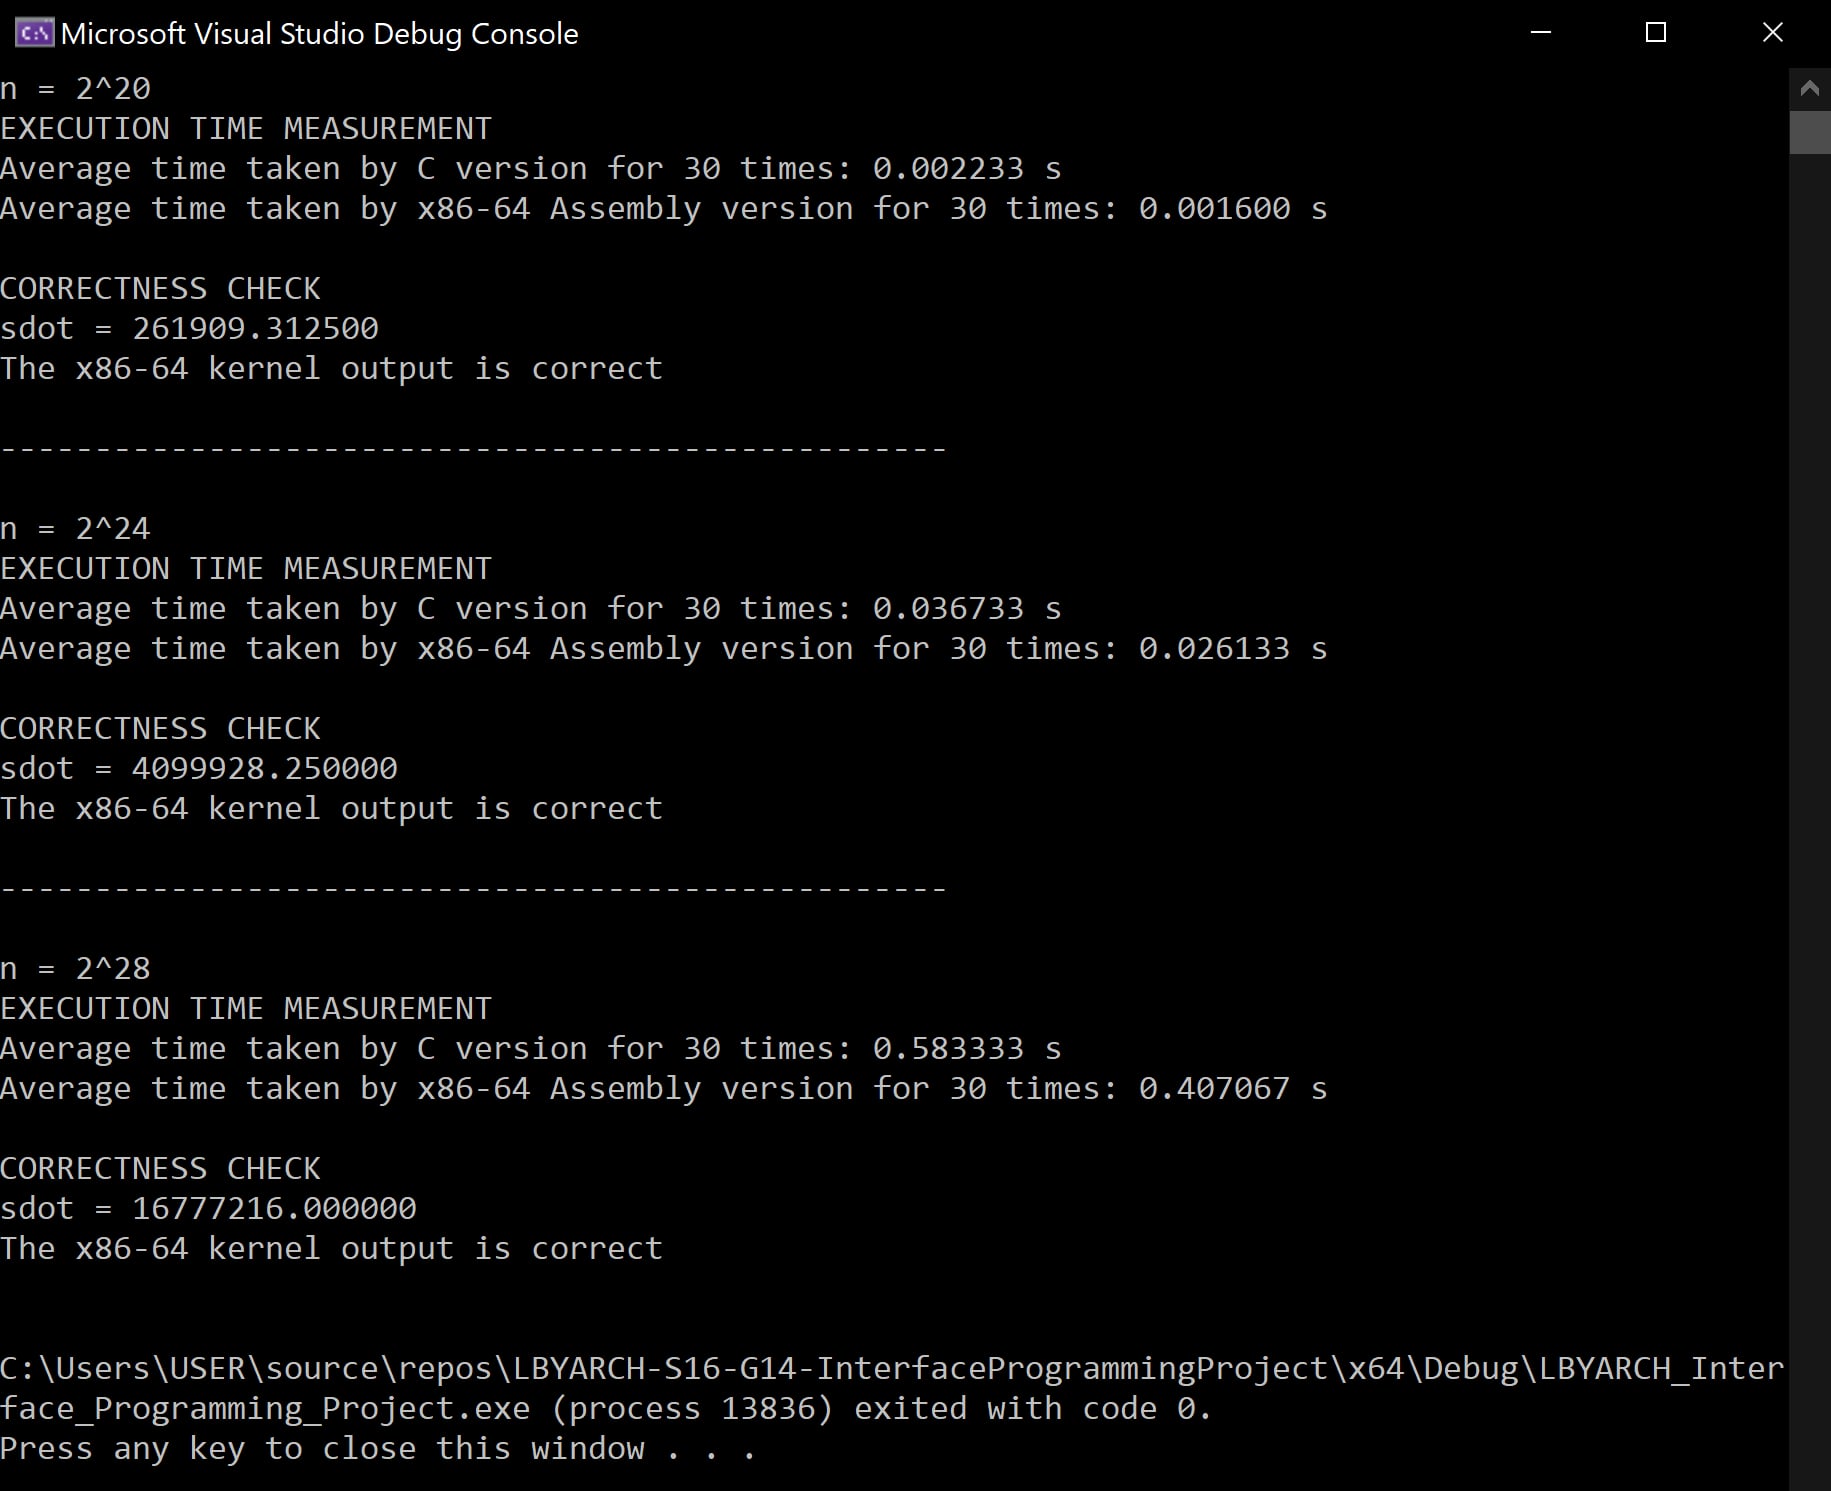 Microsoft Visual Studio Debug Console
n = 2^20
EXECUTION TIME MEASUREMENT
Average time taken by C version for 30 times: 0.002233 s
Average time taken by x86-64 Assembly version for 30 times: 0.001600 s
CORRECTNESS CHECK
sdot = 261909.312500
The x86-64 kernel output is correct
--------------------------------------------------
n = 2^24
EXECUTION TIME MEASUREMENT
Average time taken by C version for 30 times: 0.036733 s
Average time taken by x86-64 Assembly version for 30 times: 0.026133 s
CORRECTNESS CHECK
sdot = 4099928.250000
The x86-64 kernel output is correct
--------------------------------------------------
n = 2^28
EXECUTION TIME MEASUREMENT
Average time taken by C version for 30 times: 0.583333 s
Average time taken by x86-64 Assembly version for 30 times: 0.407067 s
CORRECTNESS CHECK
sdot = 16777216.000000
The x86-64 kernel output is correct
C:\Users\USER\source\repos\LBYARCH-S16-G14-InterfaceProgrammingProject\x64\Debug\LBYARCH_Inter
face_Programming_Project.exe (process 13836) exited with code 0.
Press any key to close this window . . .